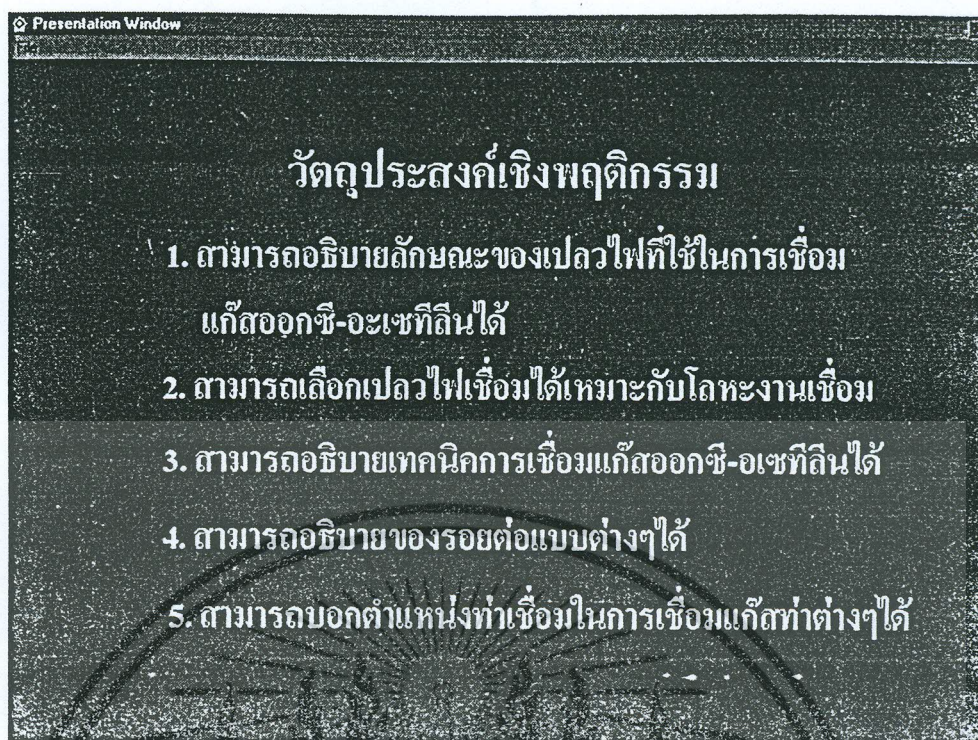 Presentation Window
วัตถุประสงค์เชิงพฤติกรรม
1. สามารถอธิบายลักษณะของเปลวไฟที่ใช้ในการเชื่อม
แก๊สออกซี-อะเซทีลีนได้
2. สามารถเลือกเปลวไฟเชื่อมได้เหมาะกับโลหะงานเชื่อม
3. สามารถอธิบายเทคนิคการเชื่อมแก๊สออกซี-อเซทีลีนได้
4. สามารถอธิบายของรอยต่อแบบต่างๆได้
5. สามารถบอกตำแหน่งท่าเชื่อมในการเชื่อมแก๊สท่าต่างๆได้